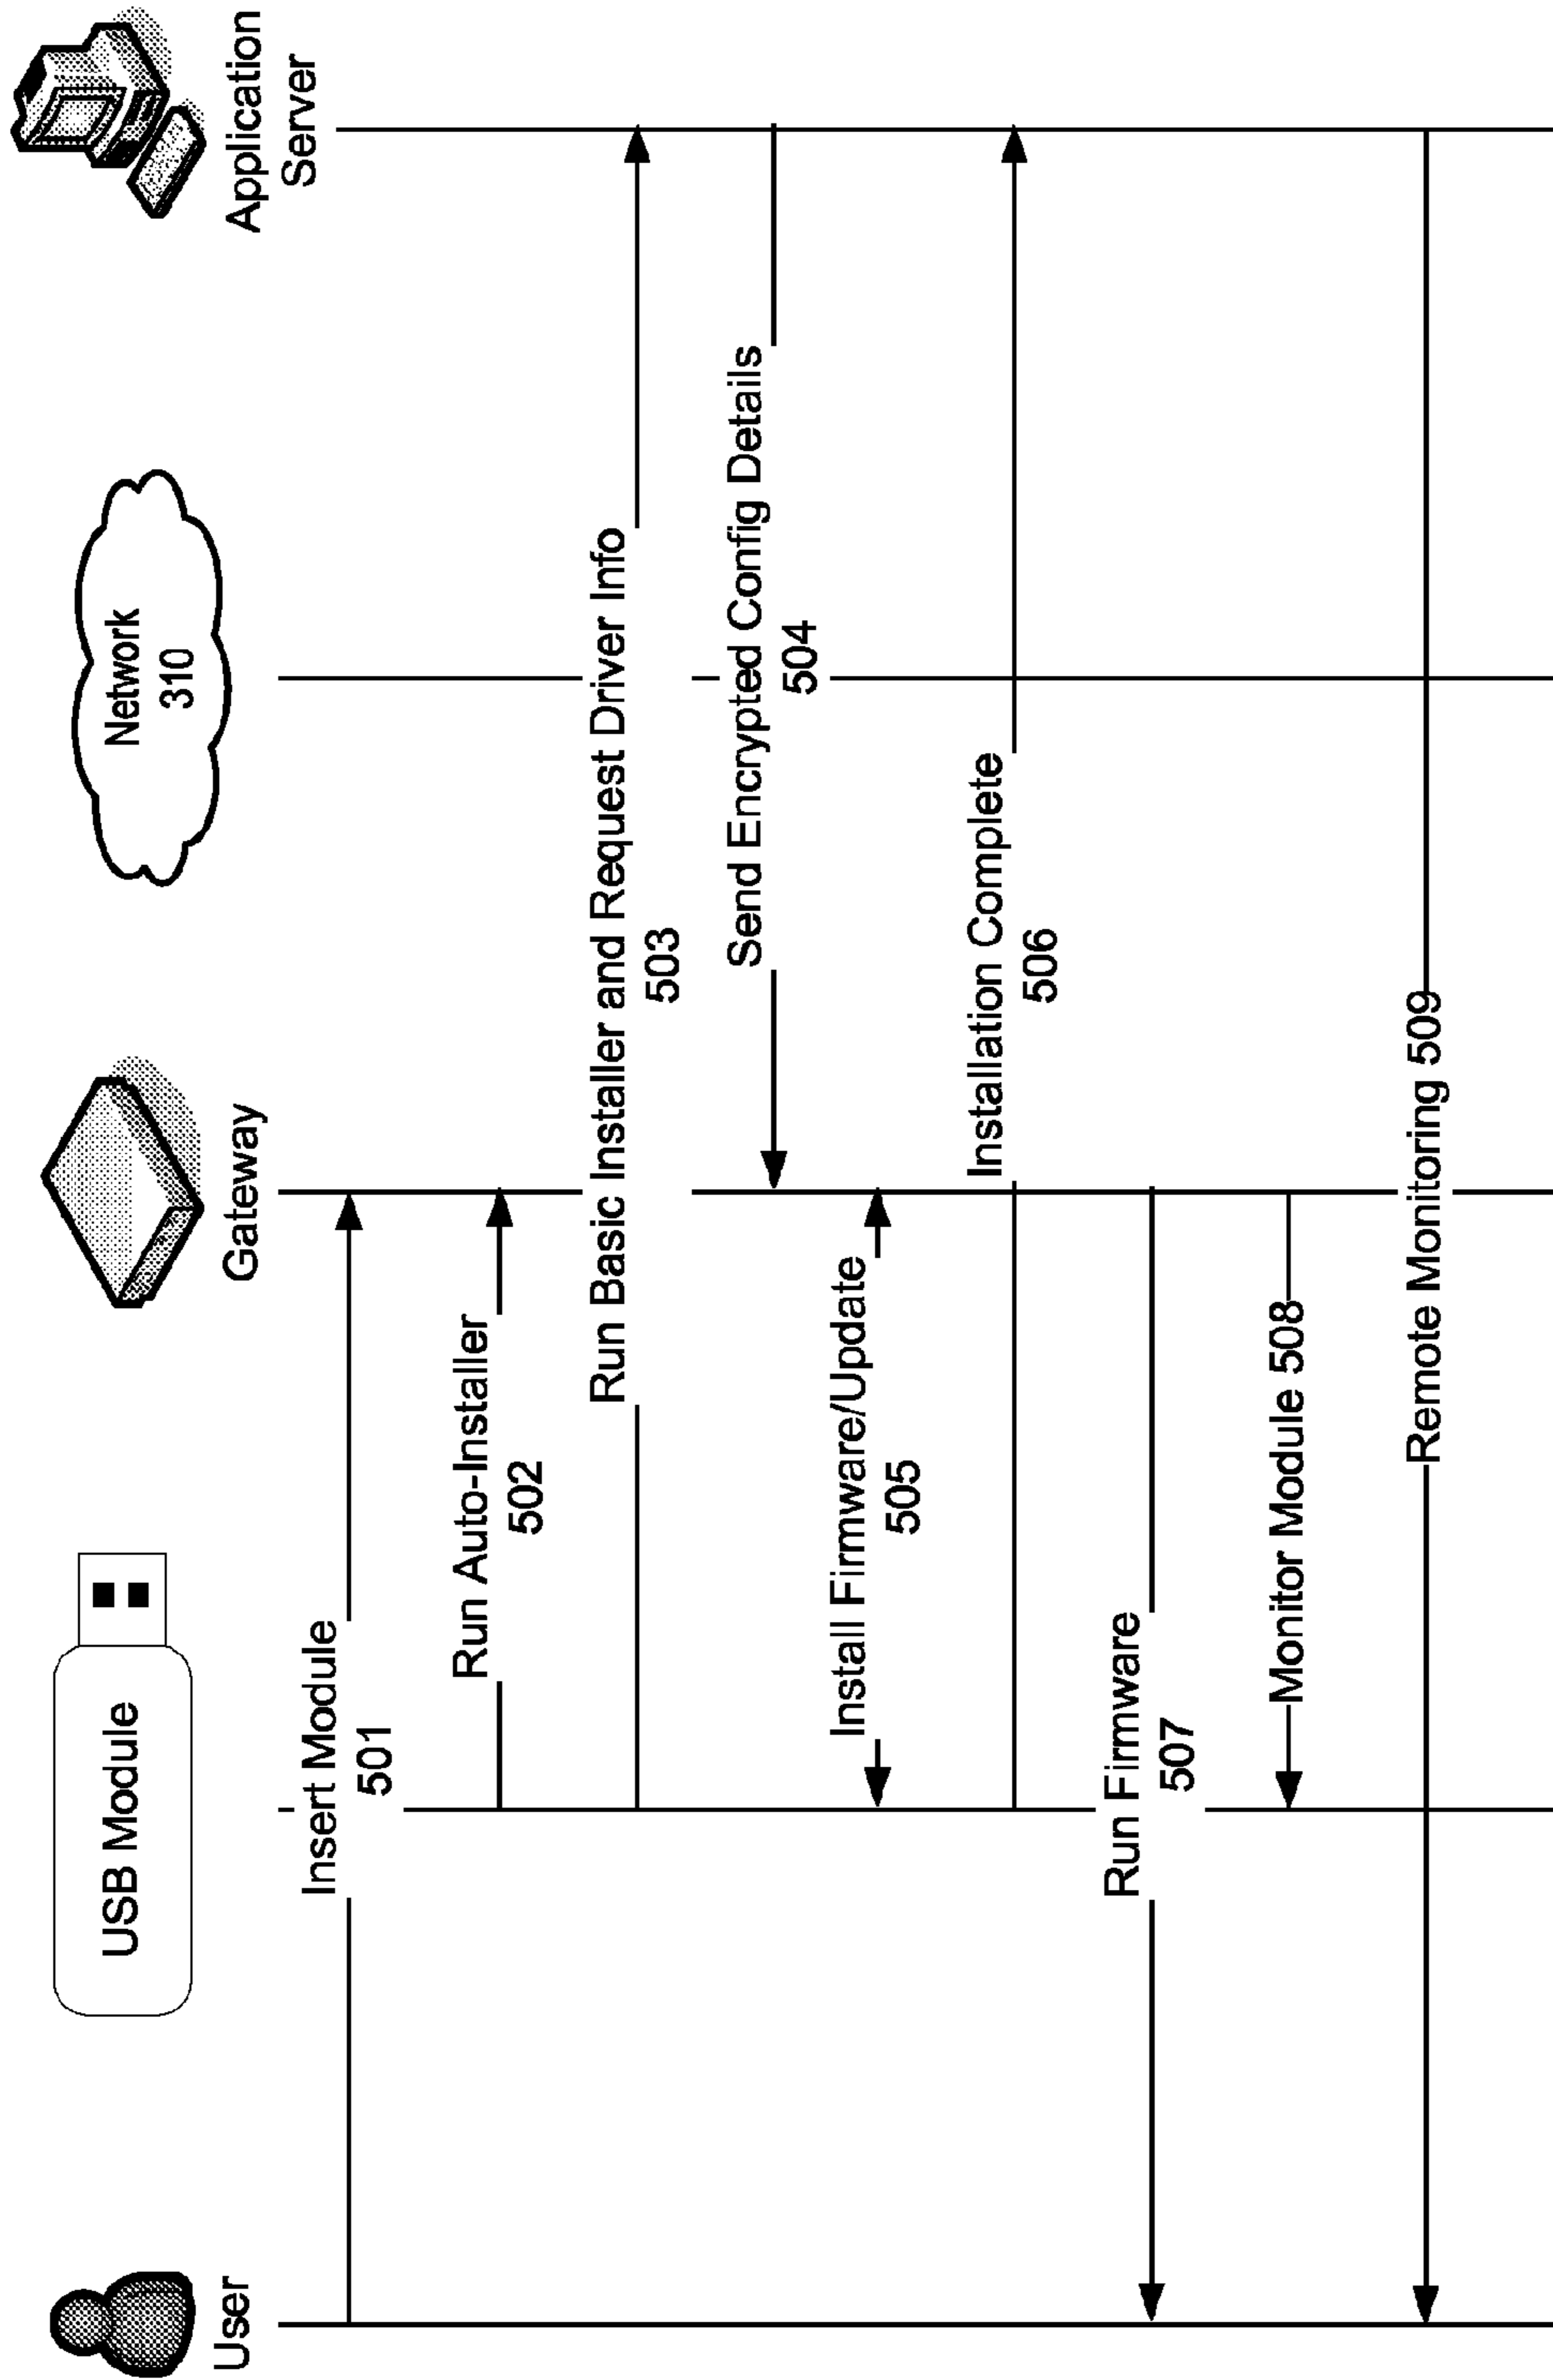 User
USB Module
Gateway
Network
310
Application
Server
Insert Module
501
Run Auto-Installer
502
Run Basic Installer and Request Driver Info
503
Send Encrypted Config Details
504
Install Firmware/Update
505
Installation Complete
506
Run Firmware
507
Monitor Module 508
Remote Monitoring 509